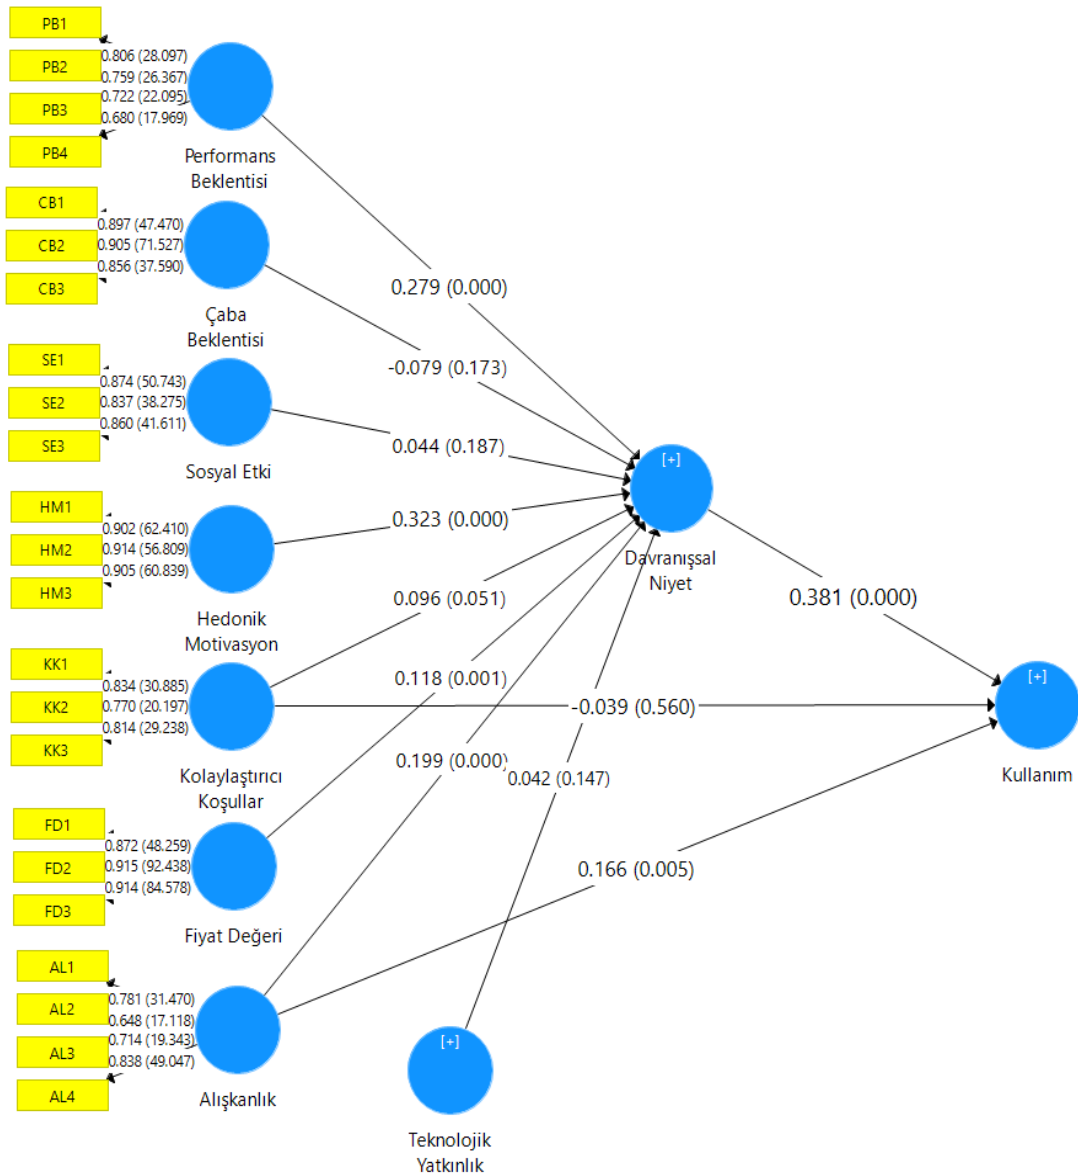 PB1
PB2
PB3
PB4
0.806 (28.097)
0.759 (26.367)
0.722 (22.095)
0.680 (17.969)
Performans
Beklentisi
CB1
CB2
CB3
0.897 (47.470)
0.905 (71.527)
0.856 (37.590)
Çaba
Beklentisi
SE1
SE2
SE3
0.874 (50.743)
0.837 (38.275)
0.860 (41.611)
Sosyal Etki
HM1
HM2
HM3
0.902 (62.410)
0.914 (56.809)
0.905 (60.839)
Hedonik
Motivasyon
KK1
KK2
KK3
0.834 (30.885)
0.770 (20.197)
0.814 (29.238)
Kolaylaştırıcı
Koşullar
FD1
FD2
FD3
0.872 (48.259)
0.915 (92.438)
0.914 (84.578)
Fiyat Değeri
AL1
AL2
AL3
AL4
0.781 (31.470)
0.648 (17.118)
0.714 (19.343)
0.838 (49.047)
Alışkanlık
[+]
Teknolojik
Yatkınlık
0.279 (0.000)
-0.079 (0.173)
0.044 (0.187)
0.323 (0.000)
0.096 (0.051)
0.118 (0.001)
0.199 (0.000)
0.042 (0.147)
-0.039 (0.560)
0.166 (0.005)
[+]
Davranışsal
Niyet
0.381 (0.000)
[+]
Kullanım